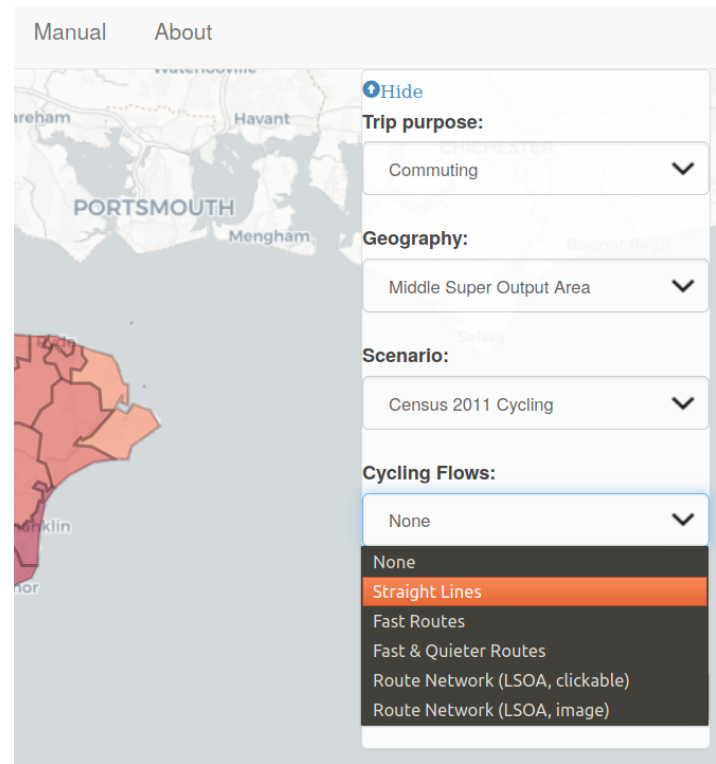 Manual About
Waterlooville
Hide
Havant
Trip purpose:
CHICHESTER
Commuting
PORTSMOUTH
Mengham
Geography:
Bognor Regis
Middle Super Output Area
Selsey
Ryde
Scenario:
Census 2011 Cycling
Cycling Flows:
None
None
Straight Lines
Fast Routes
Fast & Quieter Routes
Route Network (LSOA, clickable)
Route Network (LSOA, image)